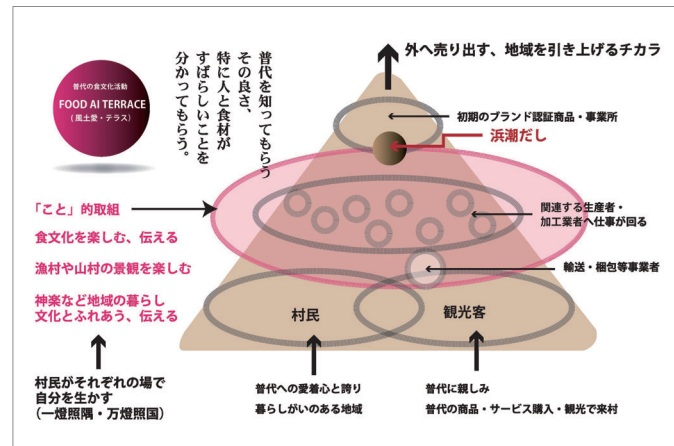 普代の食文化活動
FOOD AI TERRACE
(風土愛・テラス)
普代を知ってもらう
その良さ、
特に人と食材が
すばらしいことを
分かってもらう。
外へ売り出す、地域を引き上げるチカラ
初期のブランド認証商品・事業所
浜潮だし
「こと」的取組
食文化を楽しむ、伝える
漁村や山村の景観を楽しむ
神楽など地域の暮らし
文化とふれあう、伝える
関連する生産者・
加工業者へ仕事が回る
輸送・梱包等事業者
村民
観光客
村民がそれぞれの場で
自分を生かす
(一燈照隅・万燈照国)
普代への愛着心と誇り
暮らしがいのある地域
普代に親しみ
普代の商品・サービス購入・観光で来村